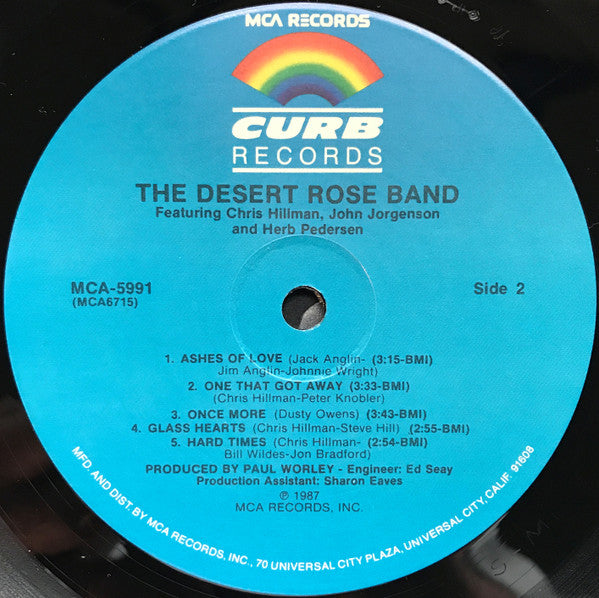 MCA RECORDS
CURB
RECORDS
THE DESERT ROSE BAND
Featuring Chris Hillman, John Jorgenson
and Herb Pedersen
MCA-5991
(MCA6715)
Side 2
1. ASHES OF LOVE (Jack Anglin- (3:15-BMI)
Jim Anglin-Johnnie Wright)
2. ONE THAT GOT AWAY (3:33-BMI)
(Chris Hillman-Peter Knobler)
3. ONCE MORE (Dusty Owens) (3:43-BMI)
4. GLASS HEARTS (Chris Hillman-Steve Hill) (2:55-BMI)
5. HARD TIMES (Chris Hillman- (2:54-BMI)
Bill Wildes-Jon Bradford)
PRODUCED BY PAUL WORLEY - Engineer: Ed Seay
Production Assistant: Sharon Eaves
℗ 1987
MCA RECORDS, INC.
MFD. AND DIST. BY MCA RECORDS, INC., 70 UNIVERSAL CITY PLAZA, UNIVERSAL CITY, CALIF. 91608